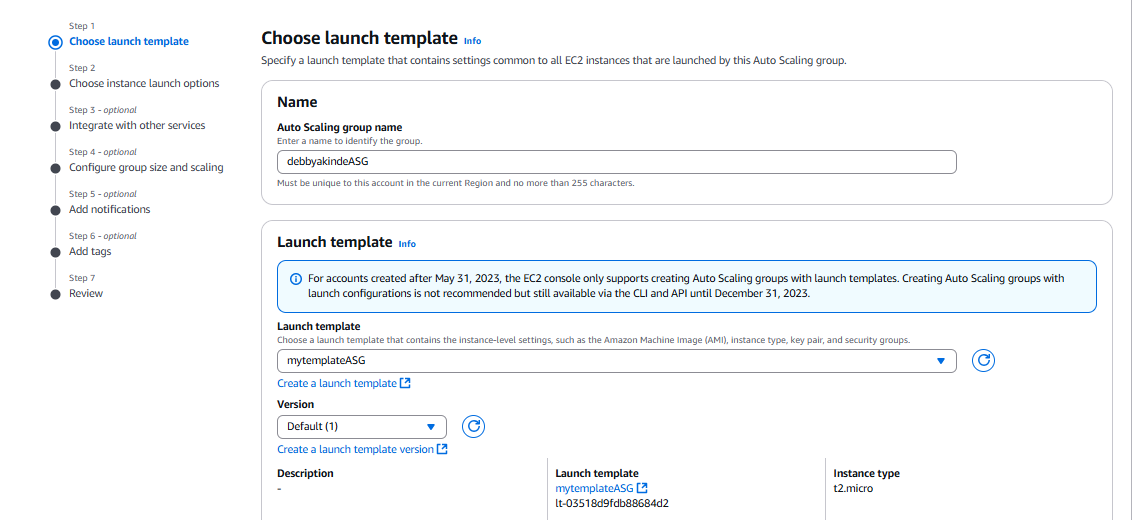 Step 1
Choose launch template
Step 2
Choose instance launch options
Step 3 - optional
Integrate with other services
Step 4 - optional
Configure group size and scaling
Step 5 - optional
Add notifications
Step 6 - optional
Add tags
Step 7
Review
Choose launch template Info
Specify a launch template that contains settings common to all EC2 instances that are launched by this Auto Scaling group.
Name
Auto Scaling group name
Enter a name to identify the group.
debbyakindeASG
Must be unique to this account in the current Region and no more than 255 characters.
Launch template Info
For accounts created after May 31, 2023, the EC2 console only supports creating Auto Scaling groups with launch templates. Creating Auto Scaling groups with
launch configurations is not recommended but still available via the CLI and API until December 31, 2023.
Launch template
Choose a launch template that contains the instance-level settings, such as the Amazon Machine Image (AMI), instance type, key pair, and security groups.
mytemplateASG
Create a launch template
Version
Default (1)
Create a launch template version
Description
-
Launch template
mytemplateASG
lt-03518d9fdb88684d2
Instance type
t2.micro